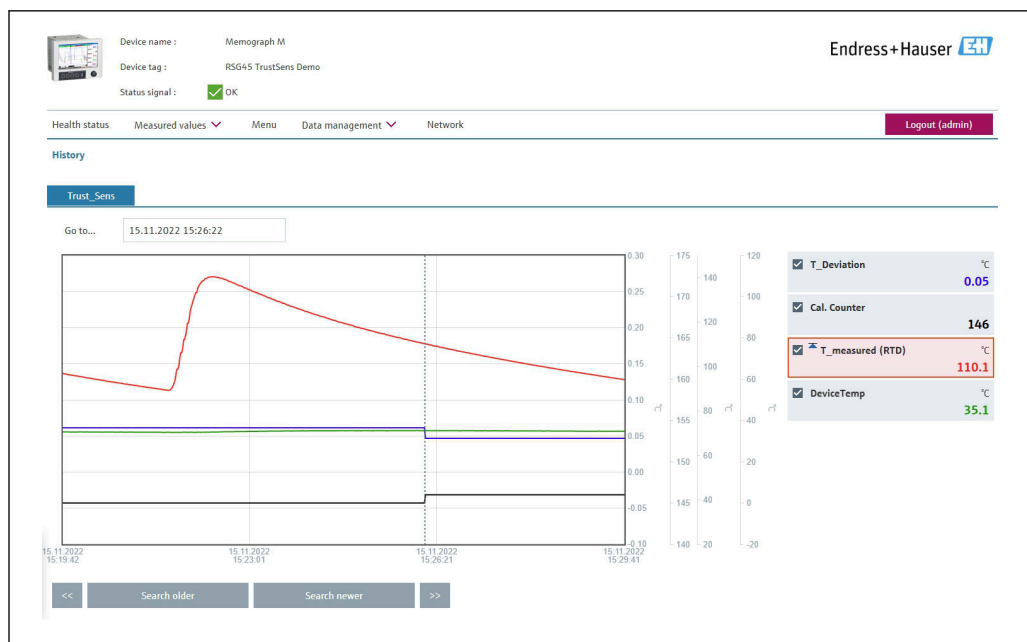 Device name : Memograph M
Endress+Hauser EH
Device tag : RSG45 TrustSens Demo
Status signal : OK
Health status Measured values Menu Data management Network Logout (admin)
History
Trust_Sens
Go to... 15.11.2022 15:26:22
0.30 175 120
140
0.25 170 100
0.20 165 120 80
0.15 160 100 60
0.10
°C 155 80 °C 40 °C
0.05
150 60 20
0.00
145 40 0
-0.05
-0.10 140 20 -20
15.11.2022 15.11.2022 15.11.2022 15.11.2022
15:19:42 15:23:01 15:26:21 15:29:41
T_Deviation °C
0.05
Cal. Counter
146
T_measured (RTD) °C
110.1
DeviceTemp °C
35.1
<< Search older Search newer >>